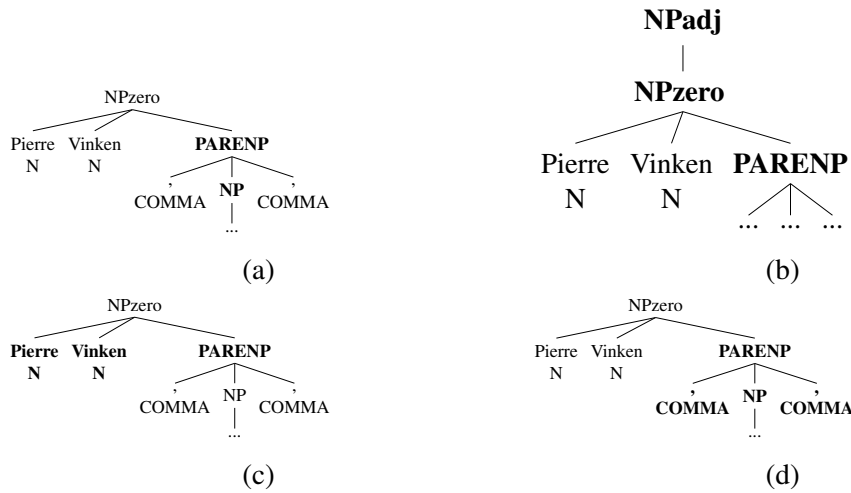 NPadj
NPzero
NPzero
Pierre Vinken PARENP
N N
, NP ,
COMMA COMMA
...
(a)
Pierre Vinken PARENP
N N
... ... ...
(b)
NPzero
Pierre Vinken PARENP
N N
, NP ,
COMMA COMMA
...
(c)
NPzero
Pierre Vinken PARENP
N N
, NP ,
COMMA COMMA
...
(d)